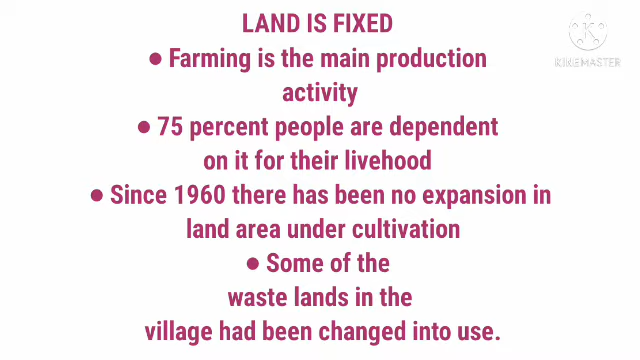 LAND IS FIXED
● Farming is the main production
activity
● 75 percent people are dependent
on it for their livehood
● Since 1960 there has been no expansion in
land area under cultivation
● Some of the
waste lands in the
village had been changed into use.
K
KINEMASTER